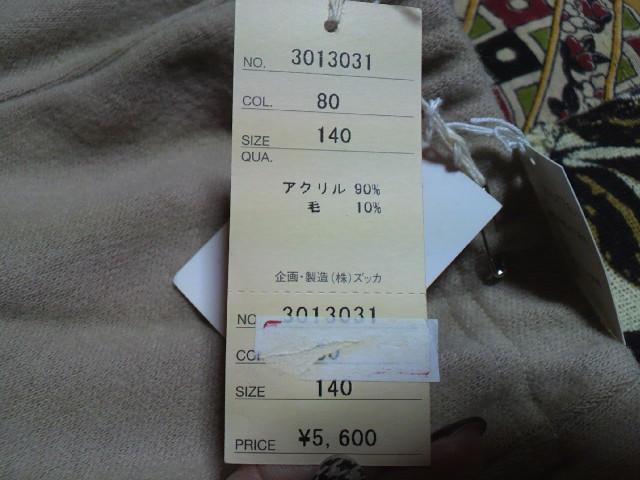 NO. 3013031
COL. 80
SIZE 140
QUA.
アクリル 90%
毛 10%
企画・製造(株)ズッカ
NO. 3013031
SIZE 140
PRICE ¥5,600